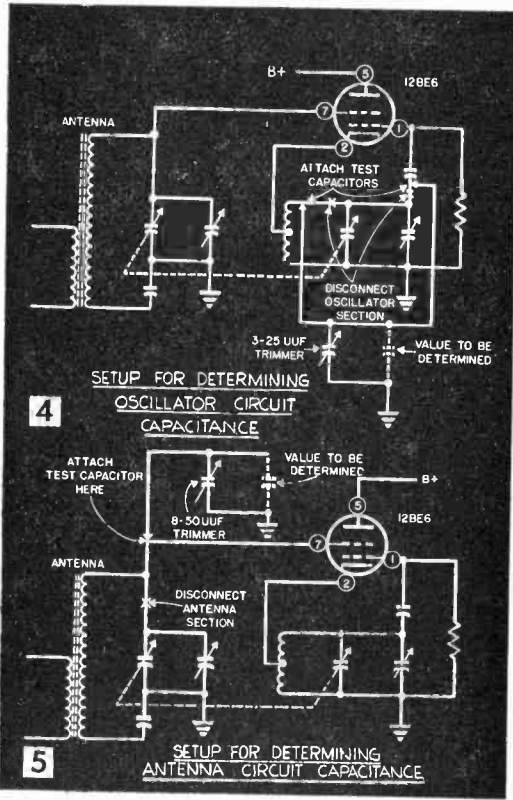 B+
5
12BE6
ANTENNA
7
1
2
ATTACH TEST
CAPACITORS
DISCONNECT
OSCILLATOR
SECTION
3-25 UUF
TRIMMER
VALUE TO BE
DETERMINED
4
SETUP FOR DETERMINING
OSCILLATOR CIRCUIT
CAPACITANCE
ATTACH
TEST CAPACITOR
HERE
VALUE TO BE
DETERMINED
8-50UUF
TRIMMER
B+
5
12BE6
7
1
2
ANTENNA
DISCONNECT
ANTENNA
SECTION
5
SETUP FOR DETERMINING
ANTENNA CIRCUIT CAPACITANCE